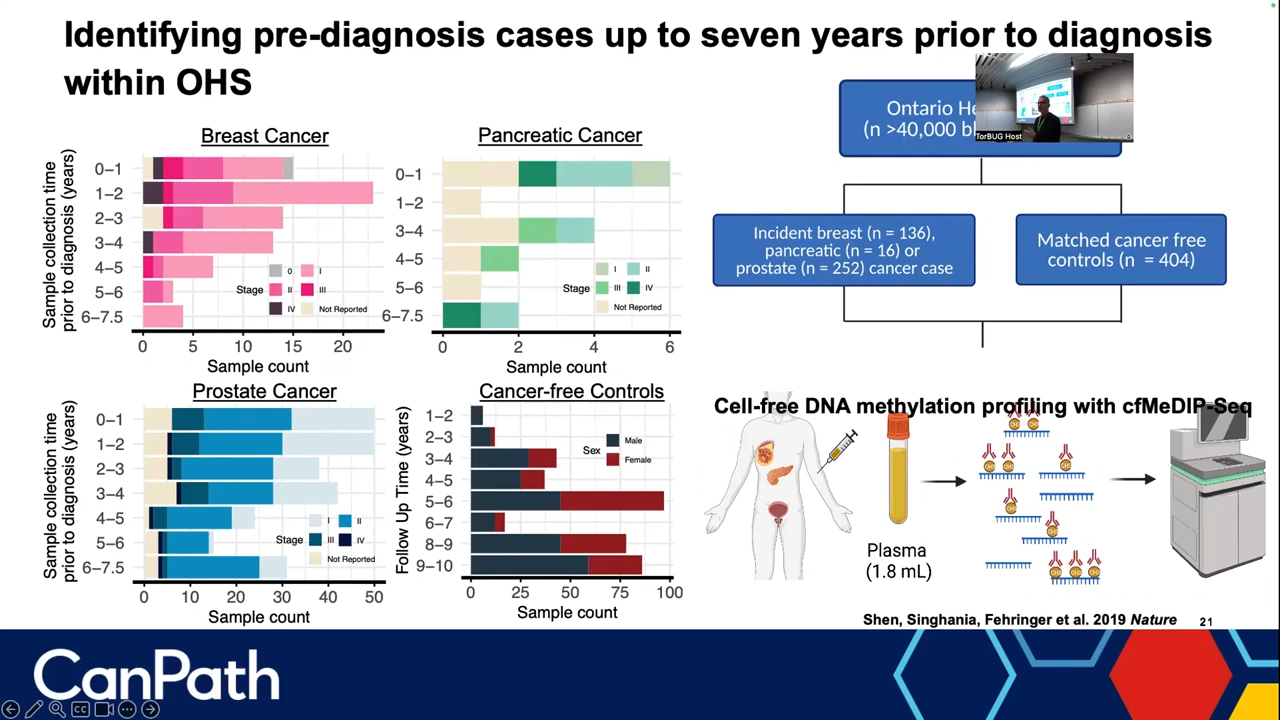 Identifying pre-diagnosis cases up to seven years prior to diagnosis
within OHS
Breast Cancer
Sample collection time
prior to diagnosis (years)
0–1
1–2
2–3
3–4
4–5
5–6
6–7.5
Stage
0
I
II
III
IV
Not Reported
0
5
10
15
20
Sample count
Pancreatic Cancer
0–1
1–2
3–4
4–5
5–6
6–7.5
Stage
I
II
III
IV
Not Reported
0
2
4
6
Sample count
Prostate Cancer
Sample collection time
prior to diagnosis (years)
0–1
1–2
2–3
3–4
4–5
5–6
6–7.5
Stage
I
II
III
IV
Not Reported
0
10
20
30
40
50
Sample count
Cancer-free Controls
Follow Up Time (years)
1–2
2–3
3–4
4–5
5–6
6–7
8–9
9–10
Sex
Male
Female
0
25
50
75
100
Sample count
Ontario
(n >40,000
TorBUG Host
Incident breast (n = 136),
pancreatic (n = 16) or
prostate (n = 252) cancer case
Matched cancer free
controls (n = 404)
Cell-free DNA methylation profiling with cfMeDIP-Seq
Plasma
(1.8 mL)
Shen, Singhania, Fehringer et al. 2019 Nature
21
CanPath